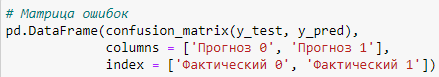 # Матрица ошибок
pd.DataFrame(confusion_matrix(y_test, y_pred),
columns = ['Прогноз 0', 'Прогноз 1'],
index = ['Фактический 0', 'Фактический 1'])